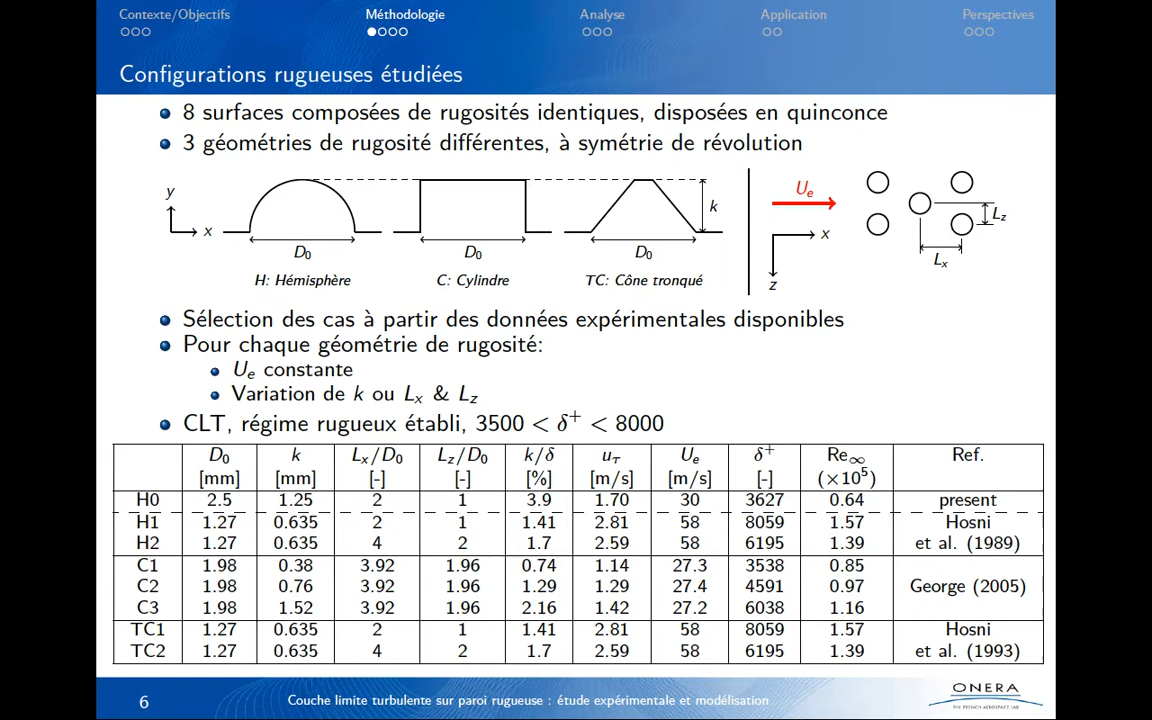 Contexte/Objectifs Méthodologie Analyse Application Perspectives
Configurations rugueuses étudiées
8 surfaces composées de rugosités identiques, disposées en quinconce
3 géométries de rugosité différentes, à symétrie de révolution
y
x
D₀
H: Hémisphère
D₀
C: Cylindre
D₀
TC: Cône tronqué
k
Uₑ
x
z
L_z
Lₓ
Sélection des cas à partir des données expérimentales disponibles
Pour chaque géométrie de rugosité:
Uₑ constante
Variation de k ou Lₓ & L_z
CLT, régime rugueux établi, 3500 < δ⁺ < 8000
D₀ k Lₓ/D₀ L_z/D₀ k/δ u_τ Uₑ δ⁺ Re∞ Ref.
[mm] [mm] [-] [-] [%] [m/s] [m/s] [-] (×10⁵)
H0 2.5 1.25 2 1 3.9 1.70 30 3627 0.64 present
H1 1.27 0.635 2 1 1.41 2.81 58 8059 1.57 Hosni
H2 1.27 0.635 4 2 1.7 2.59 58 6195 1.39 et al. (1989)
C1 1.98 0.38 3.92 1.96 0.74 1.14 27.3 3538 0.85
C2 1.98 0.76 3.92 1.96 1.29 1.29 27.4 4591 0.97 George (2005)
C3 1.98 1.52 3.92 1.96 2.16 1.42 27.2 6038 1.16
TC1 1.27 0.635 2 1 1.41 2.81 58 8059 1.57 Hosni
TC2 1.27 0.635 4 2 1.7 2.59 58 6195 1.39 et al. (1993)
6 Couche limite turbulente sur paroi rugueuse : étude expérimentale et modélisation
ONERA
THE FRENCH AEROSPACE LAB